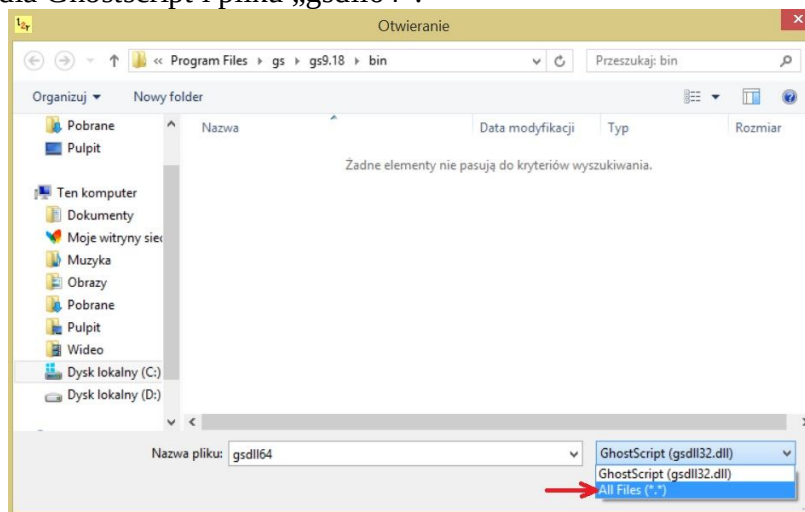 dla Ghostscript i pliku „gsdll64”.
Otwieranie
« Program Files gs gs9.18 bin Przeszukaj: bin
Organizuj Nowy folder
Nazwa Data modyfikacji Typ Rozmiar
Żadne elementy nie pasują do kryteriów wyszukiwania.
Pobrane
Pulpit
Ten komputer
Dokumenty
Moje witryny siec
Muzyka
Obrazy
Pobrane
Pulpit
Wideo
Dysk lokalny (C:)
Dysk lokalny (D:)
Nazwa pliku: gsdll64 GhostScript (gsdll32.dll)
GhostScript (gsdll32.dll)
All Files (*.*)